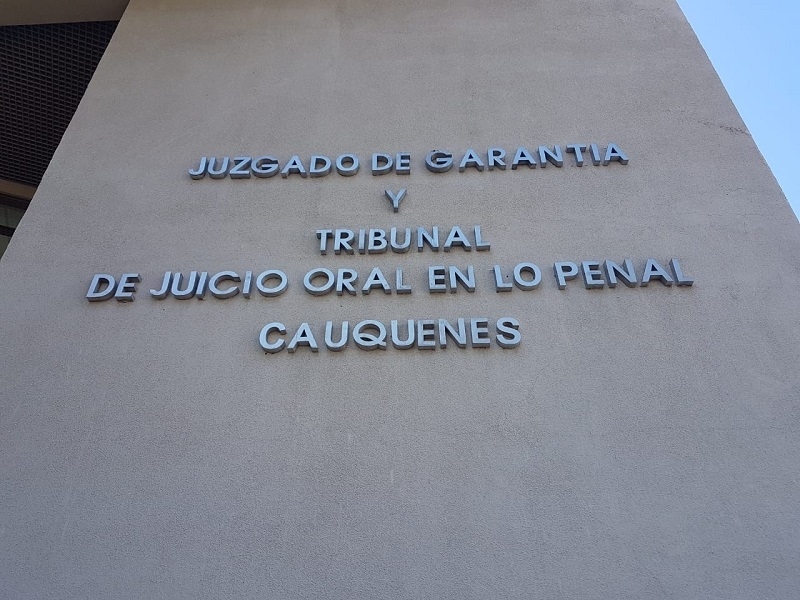 JUZGADO DE GARANTIA
Y
TRIBUNAL
DE JUICIO ORAL EN LO PENAL
CAUQUENES